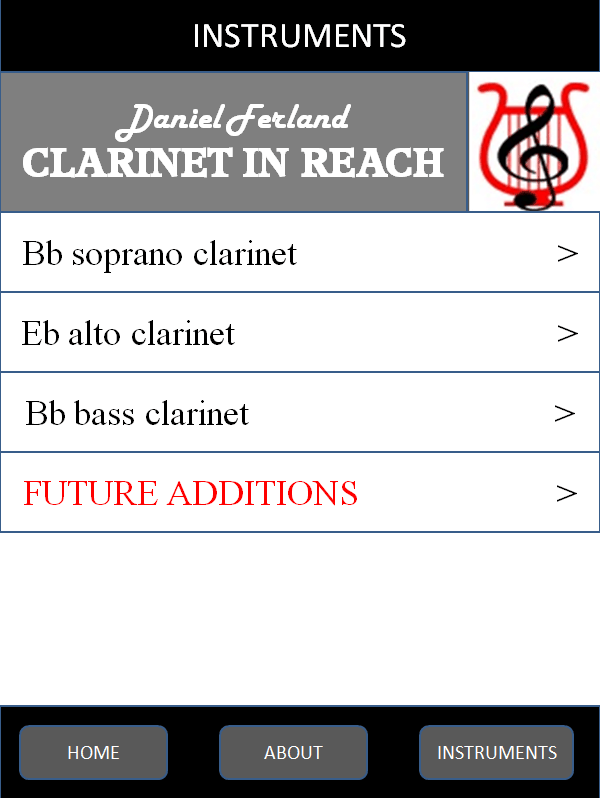 INSTRUMENTS
Daniel Ferland
CLARINET IN REACH
Bb soprano clarinet >
Eb alto clarinet >
Bb bass clarinet >
FUTURE ADDITIONS >
HOME ABOUT INSTRUMENTS